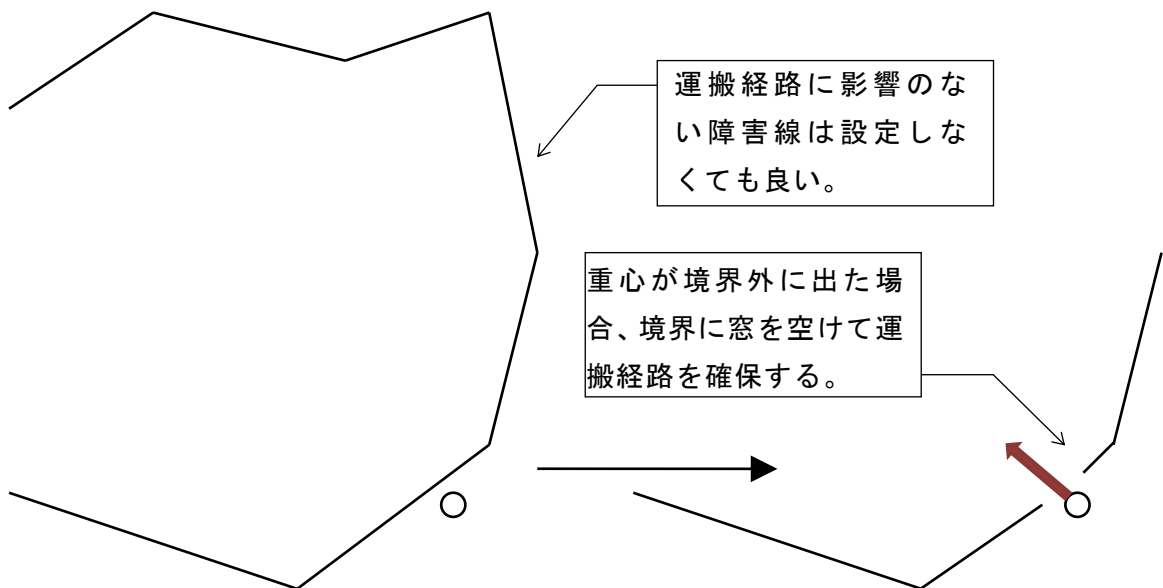 運搬経路に影響のな
い障害線は設定しな
くても良い。
重心が境界外に出た場
合、境界に窓を空けて運
搬経路を確保する。